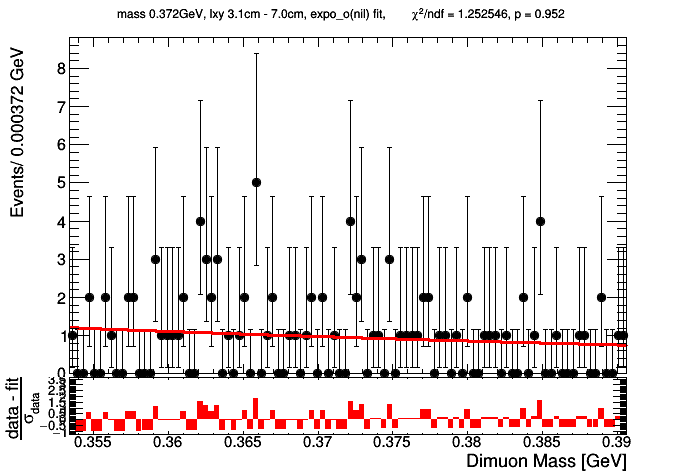 mass 0.372GeV, lxy 3.1cm - 7.0cm, expo_o(nil) fit, χ²/ndf = 1.252546, p = 0.952
Events/ 0.000372 GeV
8
7
6
5
4
3
2
1
0
data - fit
σdata
0.355 0.36 0.365 0.37 0.375 0.38 0.385 0.39
Dimuon Mass [GeV]